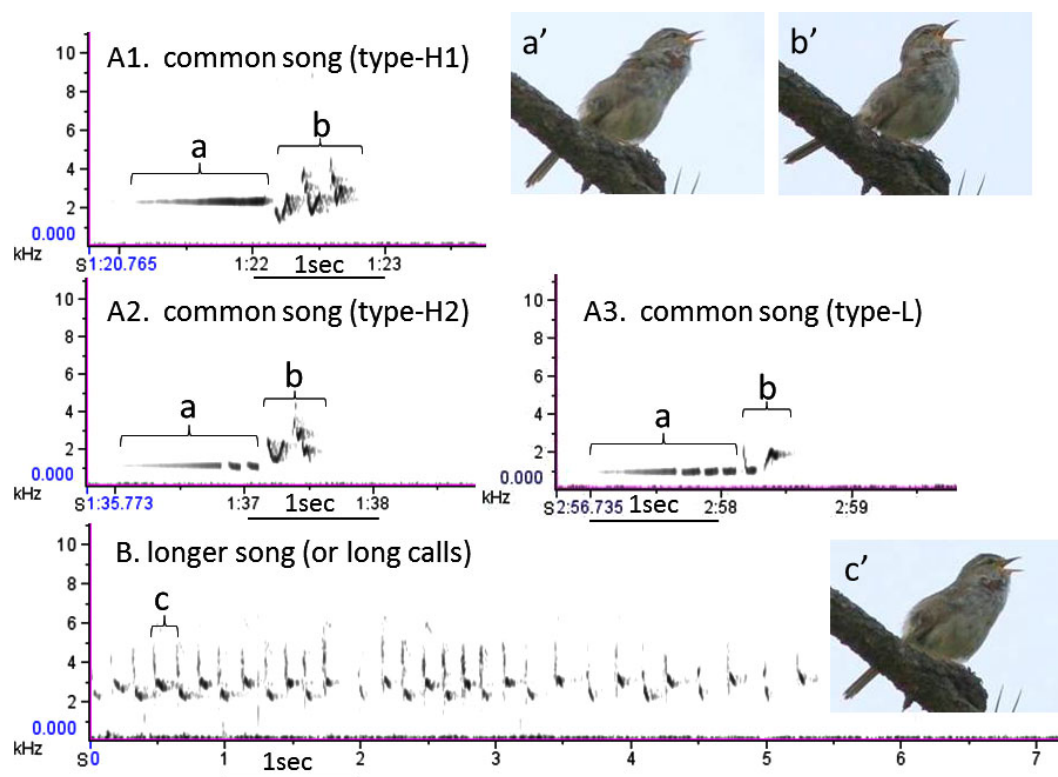 A1. common song (type-H1)
10
8
6
4
2
0.000
kHz
a
b
S1:20.765
1:22
1:23
1sec
a’
b’
A2. common song (type-H2)
10
8
6
4
2
0.000
kHz
a
b
S1:35.773
1:37
1:38
1sec
A3. common song (type-L)
10
8
6
4
2
0.000
kHz
a
b
S2:56.735
2:58
2:59
1sec
B. longer song (or long calls)
10
8
6
4
2
0.000
kHz
c
S0
1
2
3
4
5
6
7
1sec
c’